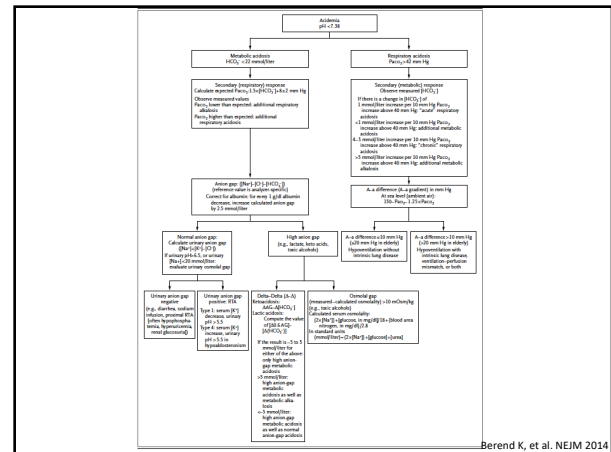 Acidemia
pH <7.38
Metabolic acidosis
HCO₃⁻ <22 mmol/liter
Respiratory acidosis
Paco₂ >42 mm Hg
Secondary (respiratory) response
Calculate expected Paco₂: 1.5×[HCO₃⁻]+8±2 mm Hg
Observe measured values
Paco₂ lower than expected: additional respiratory
alkalosis
Paco₂ higher than expected: additional
respiratory acidosis
Secondary (metabolic) response
Observe measured [HCO₃⁻]
If there is a change in [HCO₃⁻] of
1 mmol/liter increase per 10 mm Hg Paco₂
increase above 40 mm Hg: "acute" respiratory
acidosis
<1 mmol/liter increase per 10 mm Hg Paco₂
increase above 40 mm Hg: additional metabolic
acidosis
4–5 mmol/liter increase per 10 mm Hg Paco₂
increase above 40 mm Hg: "chronic" respiratory
acidosis
>5 mmol/liter increase per 10 mm Hg Paco₂
increase above 40 mm Hg: additional metabolic
alkalosis
Anion gap: ([Na⁺]–[Cl⁻]–[HCO₃⁻])
(reference value is analyzer-specific)
Correct for albumin: for every 1 g/dl albumin
decrease, increase calculated anion gap
by 2.5 mmol/liter
A–a difference (A–a gradient) in mm Hg
At sea level (ambient air):
150–Pao₂–1.25×Paco₂
Normal anion gap:
Calculate urinary anion gap
([Na⁺]+[K⁺]–[Cl⁻])
If urinary pH>6.5, or urinary
[Na+]<20 mmol/liter:
evaluate urinary osmolal gap
High anion gap
(e.g., lactate, keto acids,
toxic alcohols)
A–a difference ≤10 mm Hg
(≤20 mm Hg in elderly)
Hypoventilation without
intrinsic lung disease
A–a difference >10 mm Hg
(>20 mm Hg in elderly)
Hypoventilation with
intrinsic lung disease,
ventilation–perfusion
mismatch, or both
Urinary anion gap
negative
(e.g., diarrhea, sodium
infusion, proximal RTA
[often hypophospha-
temia, hyperuricemia,
renal glucosuria])
Urinary anion gap
positive: RTA
Type 1: serum [K⁺]
decrease, urinary
pH >5.5
Type 4: serum [K⁺]
increase, urinary
pH >5.5 in
hypoaldosteronism
Delta–Delta (Δ–Δ)
Ketoacidosis:
ΔAG–Δ[HCO₃⁻]
Lactic acidosis:
Compute the value
of [Δ0.6 AG]–
[Δ(HCO₃⁻)]
If the result is –5 to 5
mmol/liter for
either of the above:
only high anion-
gap metabolic
acidosis
>5 mmol/liter:
high anion-gap
metabolic acidosis
as well as
metabolic alka
losis
<–5 mmol/liter:
high anion-gap
metabolic acidosis
as well as normal
anion-gap acidosis
Osmolal gap
(measured–calculated osmolality) >10 mOsm/kg
(e.g., toxic alcohols)
Calculated serum osmolality:
(2×[Na⁺])+[glucose, in mg/dl]/18+[blood urea
nitrogen, in mg/dl]/2.8
In standard units
(mmol/liter)–(2×[Na⁺])+[glucose]+[urea]
Berend K, et al. NEJM 2014